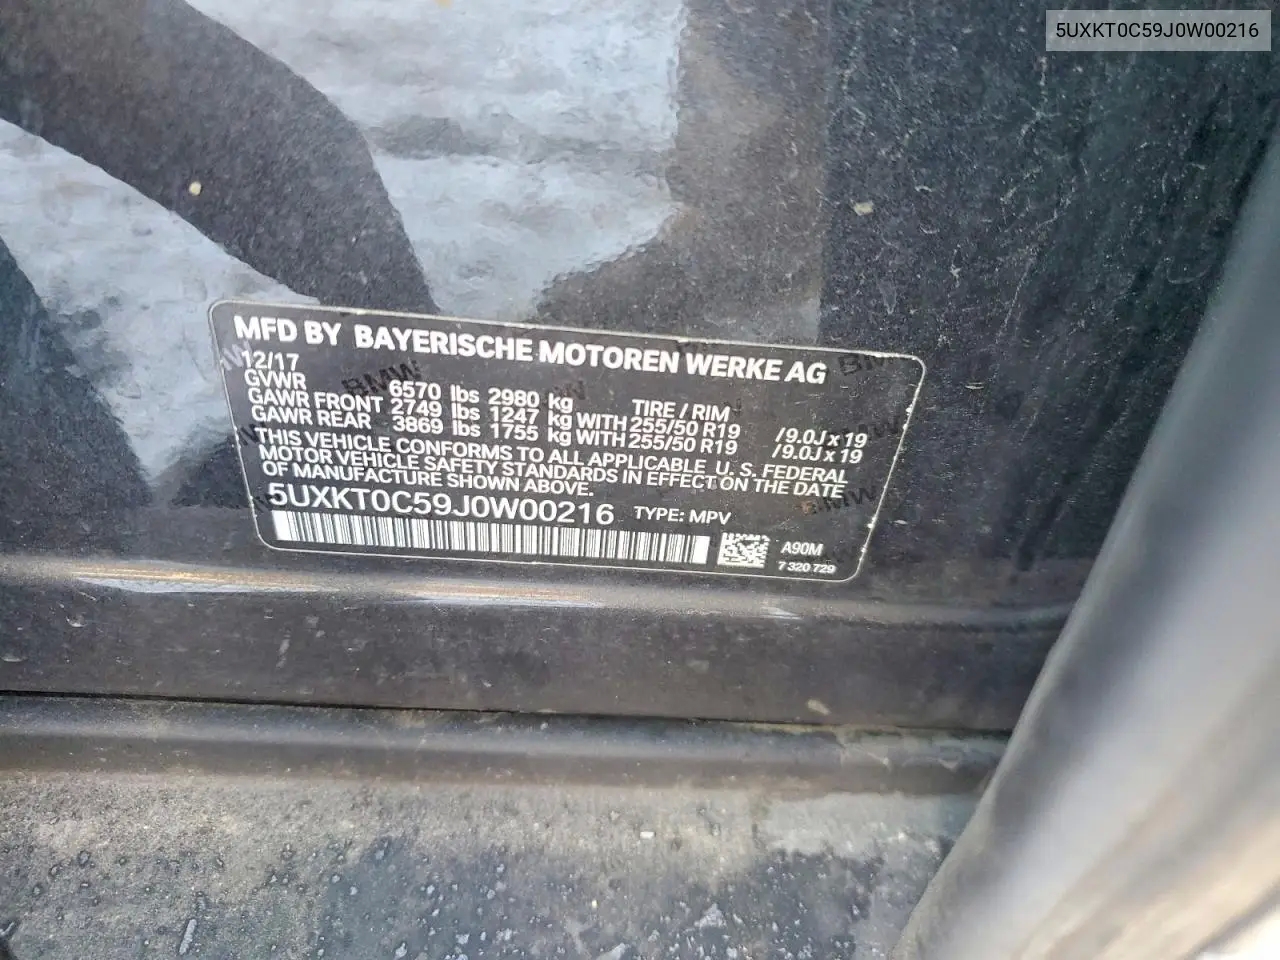 5UXKT0C59J0W00216
MFD BY BAYERISCHE MOTOREN WERKE AG
12/17
GVWR 6570 lbs 2980 kg TIRE / RIM
GAWR FRONT 2749 lbs 1247 kg WITH 255/50 R19 /9.0J x 19
GAWR REAR 3869 lbs 1755 kg WITH 255/50 R19 /9.0J x 19
THIS VEHICLE CONFORMS TO ALL APPLICABLE U. S. FEDERAL
MOTOR VEHICLE SAFETY STANDARDS IN EFFECT ON THE DATE
OF MANUFACTURE SHOWN ABOVE.
5UXKT0C59J0W00216 TYPE: MPV
A90M
7 320 729